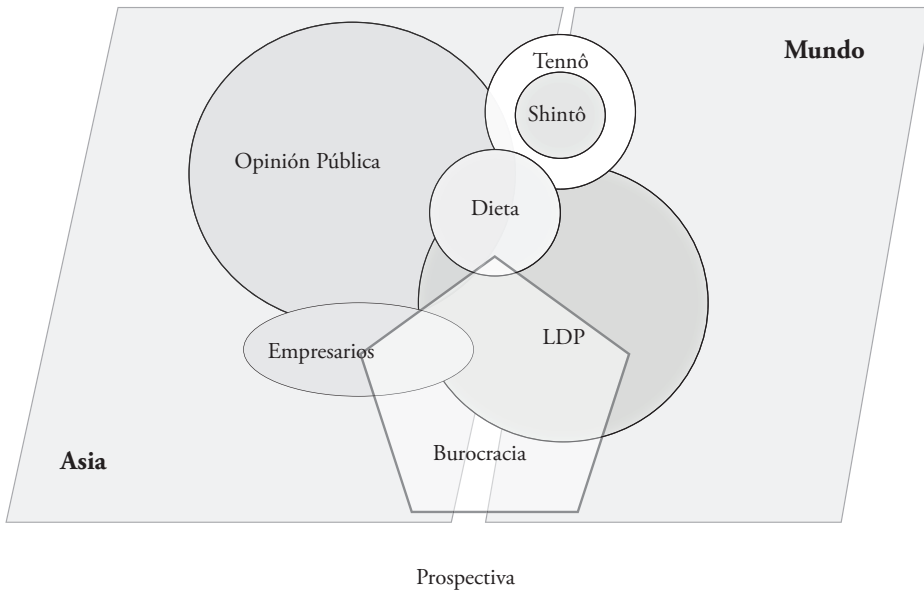 Mundo
Tennô
Shintô
Opinión Pública
Dieta
LDP
Empresarios
Burocracia
Asia
Prospectiva